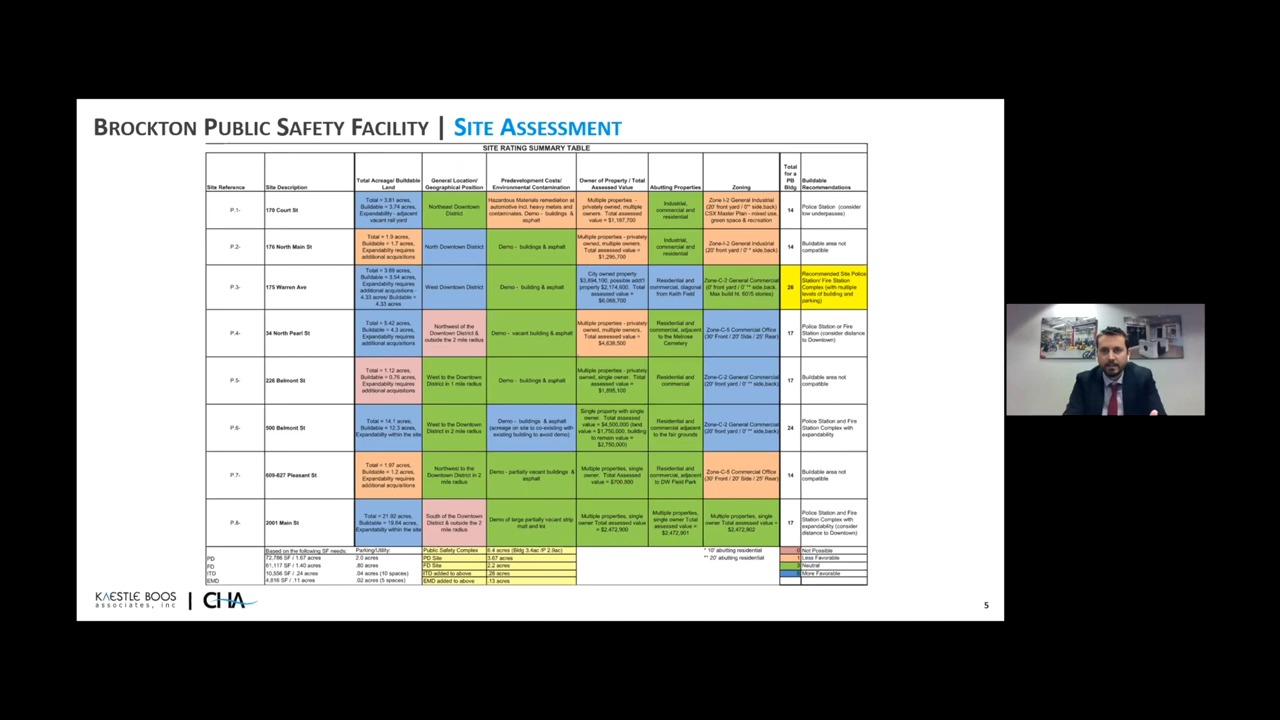 BROCKTON PUBLIC SAFETY FACILITY | SITE ASSESSMENT
SITE RATING SUMMARY TABLE
Site Reference
Site Description
Total Acreage/ Buildable
Land
General Location/
Geographical Position
Predevelopment Costs/
Environmental Contamination
Owner of Property / Total
Assessed Value
Abutting Properties
Zoning
Total
for a
PB
Bldg
Buildable
Recommendations
P.1-
170 Court St
Total = 3.81 acres,
Buildable = 3.74 acres,
Expandability - adjacent
vacant rail yard
Northeast Downtown
District
Hazardous Materials remediation at
automotive incl. heavy metals and
contaminates. Demo - buildings &
asphalt
Multiple properties -
privately owned, multiple
owners. Total assessed
value = $1,187,700
Industrial,
commercial and
residential
Zone I-2 General Industrial
(20' front yard / 0'* side,back)
CSX Master Plan - mixed use,
green space & recreation
14
Police Station (consider
low underpasses)
P.2-
176 North Main St
Total = 1.9 acres,
Buildable = 1.7 acres,
Expandability requires
additional acquisitions
North Downtown District
Demo - buildings & asphalt
Multiple properties - privately
owned, multiple owners.
Total assessed value =
$1,295,700
Industrial,
commercial and
residential
Zone-I-2 General Industrial
(20' front yard / 0' * side,back)
14
Buildable area not
compatible
P.3-
175 Warren Ave
Total = 3.89 acres,
Buildable = 3.54 acres,
Expandability requires
additional acquisitions -
4.33 acres/ Buildable =
4.33 acres
West Downtown District
Demo - building & asphalt
City owned property
$3,894,100, possible add'l
property $2,174,600. Total
assessed value =
$6,068,700
Residential and
commercial, diagonal
from Keith Field
Zone-C-3 General Commercial
(0' front yard / 0' ** side,back.
Max build ht. 60'/5 stories)
26
Recommended Site Police
Station/ Fire Station
Complex (with multiple
levels of building and
parking)
P.4-
34 North Pearl St
Total = 5.42 acres,
Buildable = 4.3 acres,
Expandability requires
additional acquisitions
Northwest of the
Downtown District &
outside the 2 mile radius
Demo - vacant building & asphalt
Multiple properties - privately
owned, multiple owners.
Total assessed value =
$4,638,500
Residential and
commercial, adjacent
to the Melrose
Cemetery
Zone-C-5 Commercial Office
(30' Front / 20' Side / 25' Rear)
17
Police Station or Fire
Station (consider distance
to Downtown)
P.5-
226 Belmont St
Total = 1.12 acres,
Buildable = 0.76 acres,
Expandability requires
additional acquisitions
West to the Downtown
District in 1 mile radius
Demo - buildings & asphalt
Multiple properties - privately
owned, single owner. Total
assessed value =
$1,898,100
Residential and
commercial
Zone-C-2 General Commercial
(20' front yard / 0' ** side,back)
17
Buildable area not
compatible
P.6-
500 Belmont St
Total = 14.1 acres,
Buildable = 12.3 acres,
Expandability within the site
West to the Downtown
District in 2 mile radius
Demo - buildings & asphalt
(acreage on site to co-existing with
existing building to avoid demo)
Single property with single
owner. Total assessed
value = $4,500,000 (land
value = $1,750,000, building
to remain value =
$2,750,000)
Residential and
commercial adjacent
to the fair grounds
Zone-C-2 General Commercial
(20' front yard / 0' ** side,back)
24
Police Station and Fire
Station Complex with
expandability
P.7-
609-627 Pleasant St
Total = 1.97 acres,
Buildable = 1.2 acres,
Expandability requires
additional acquisitions
Northwest to the
Downtown District in 2
mile radius
Demo - partially vacant buildings &
asphalt
Multiple properties, single
owner. Total Assessed
value =
Residential and
commercial, adjacent
to DW Field Park
Zone-C-5 Commercial Office
(30' Front / 20' Side / 25' Rear)
14
Buildable area not
compatible
P.8-
2001 Main St
Total = 21.92 acres,
Buildable = 19.64 acres,
Expandability within the site
South of the Downtown
District & outside the 2
mile radius
Demo of large partially vacant strip
mall and lot
Multiple properties, single
owner Total assessed value
= $2,472,900
Multiple properties,
single owner Total
assessed value =
$2,472,901
Multiple properties, single
owner Total assessed value =
$2,472,902
17
Police Station and Fire
Station Complex with
expandability (consider
distance to Downtown)
Based on the following SF needs: Parking/Utility:
PD 72,786 SF / 1.67 acres 2.0 acres
FD 61,117 SF / 1.40 acres .80 acres
ITD 10,556 SF / .24 acres .04 acres (10 spaces)
EMD 4,816 SF / .11 acres .02 acres (5 spaces)
Public Safety Complex 6.4 acres (Bldg 3.4ac /P 2.9ac)
PD Site 3.67 acres
FD Site 2.2 acres
ITD added to above .28 acres
EMD added to above .13 acres
* 10' abutting residential
** 20' abutting residential
0 Not Possible
1 Less Favorable
Neutral
More Favorable
KAESTLE BOOS
associates, inc
| CHA
5